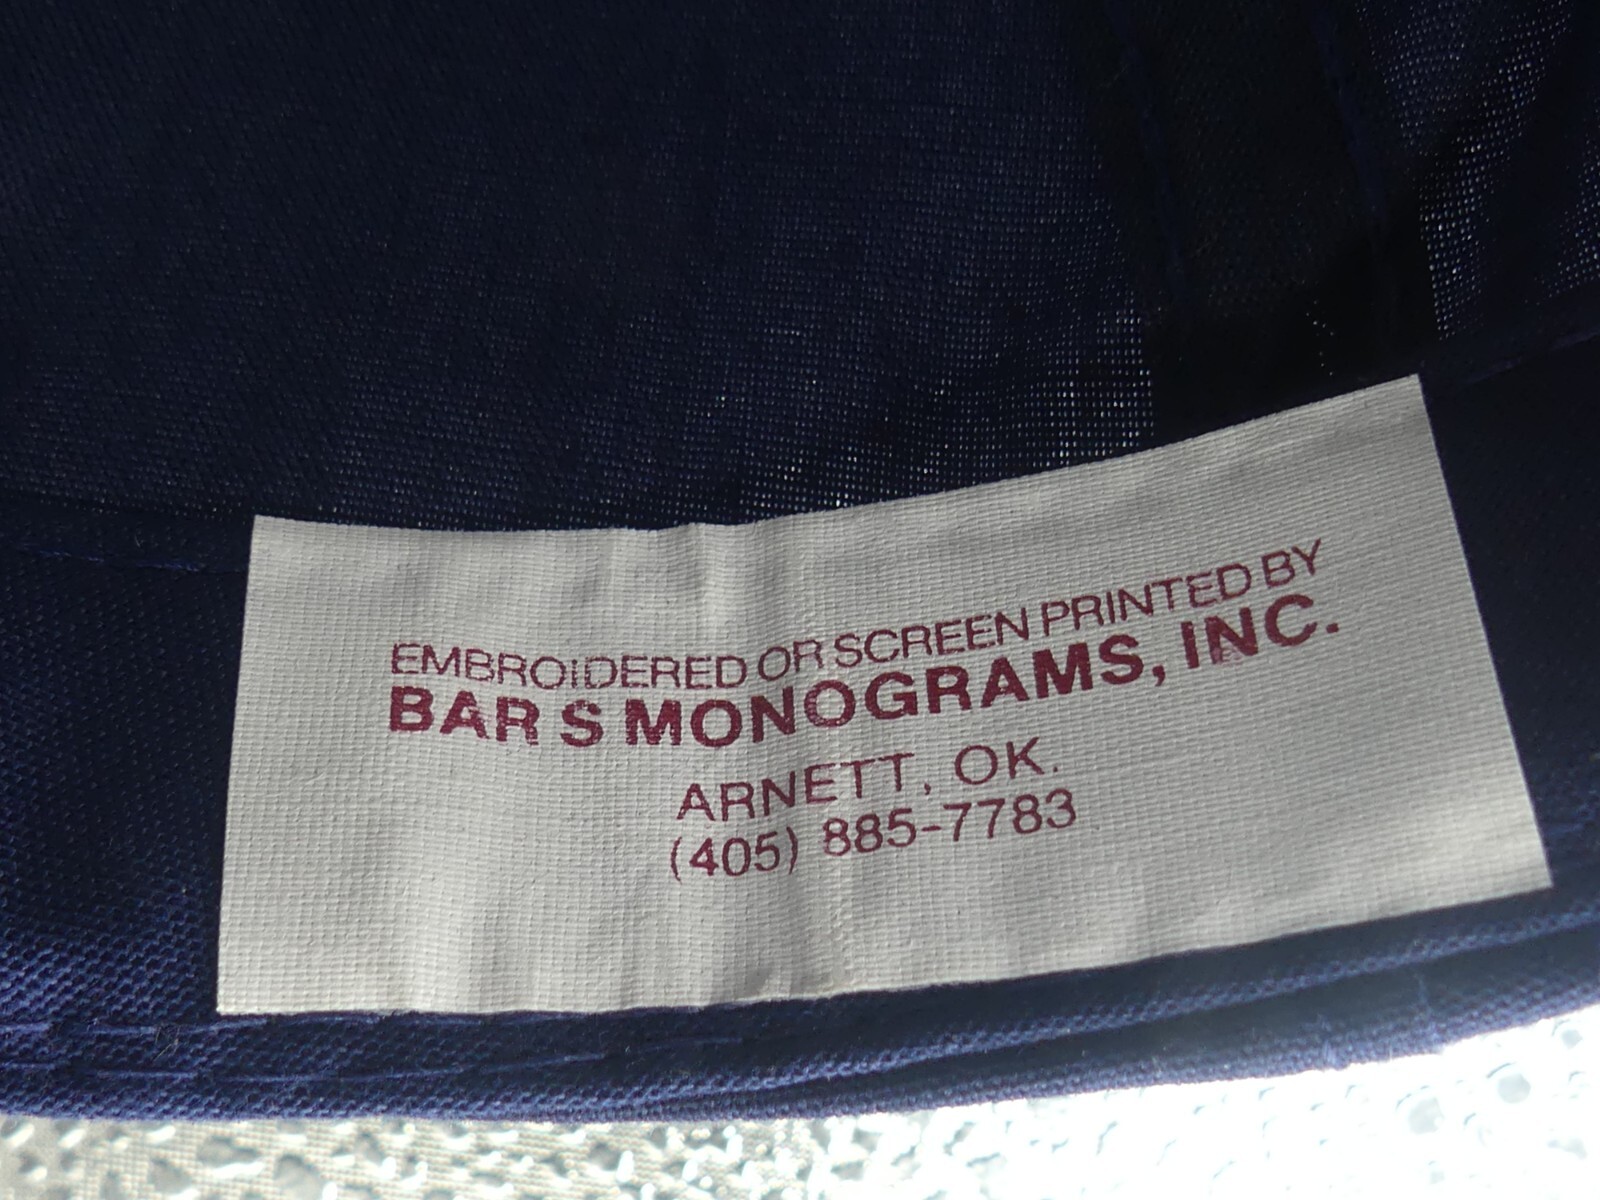 EMBROIDERED OR SCREEN PRINTED BY
BAR S MONOGRAMS, INC.
ARNETT, OK.
(405) 885-7783